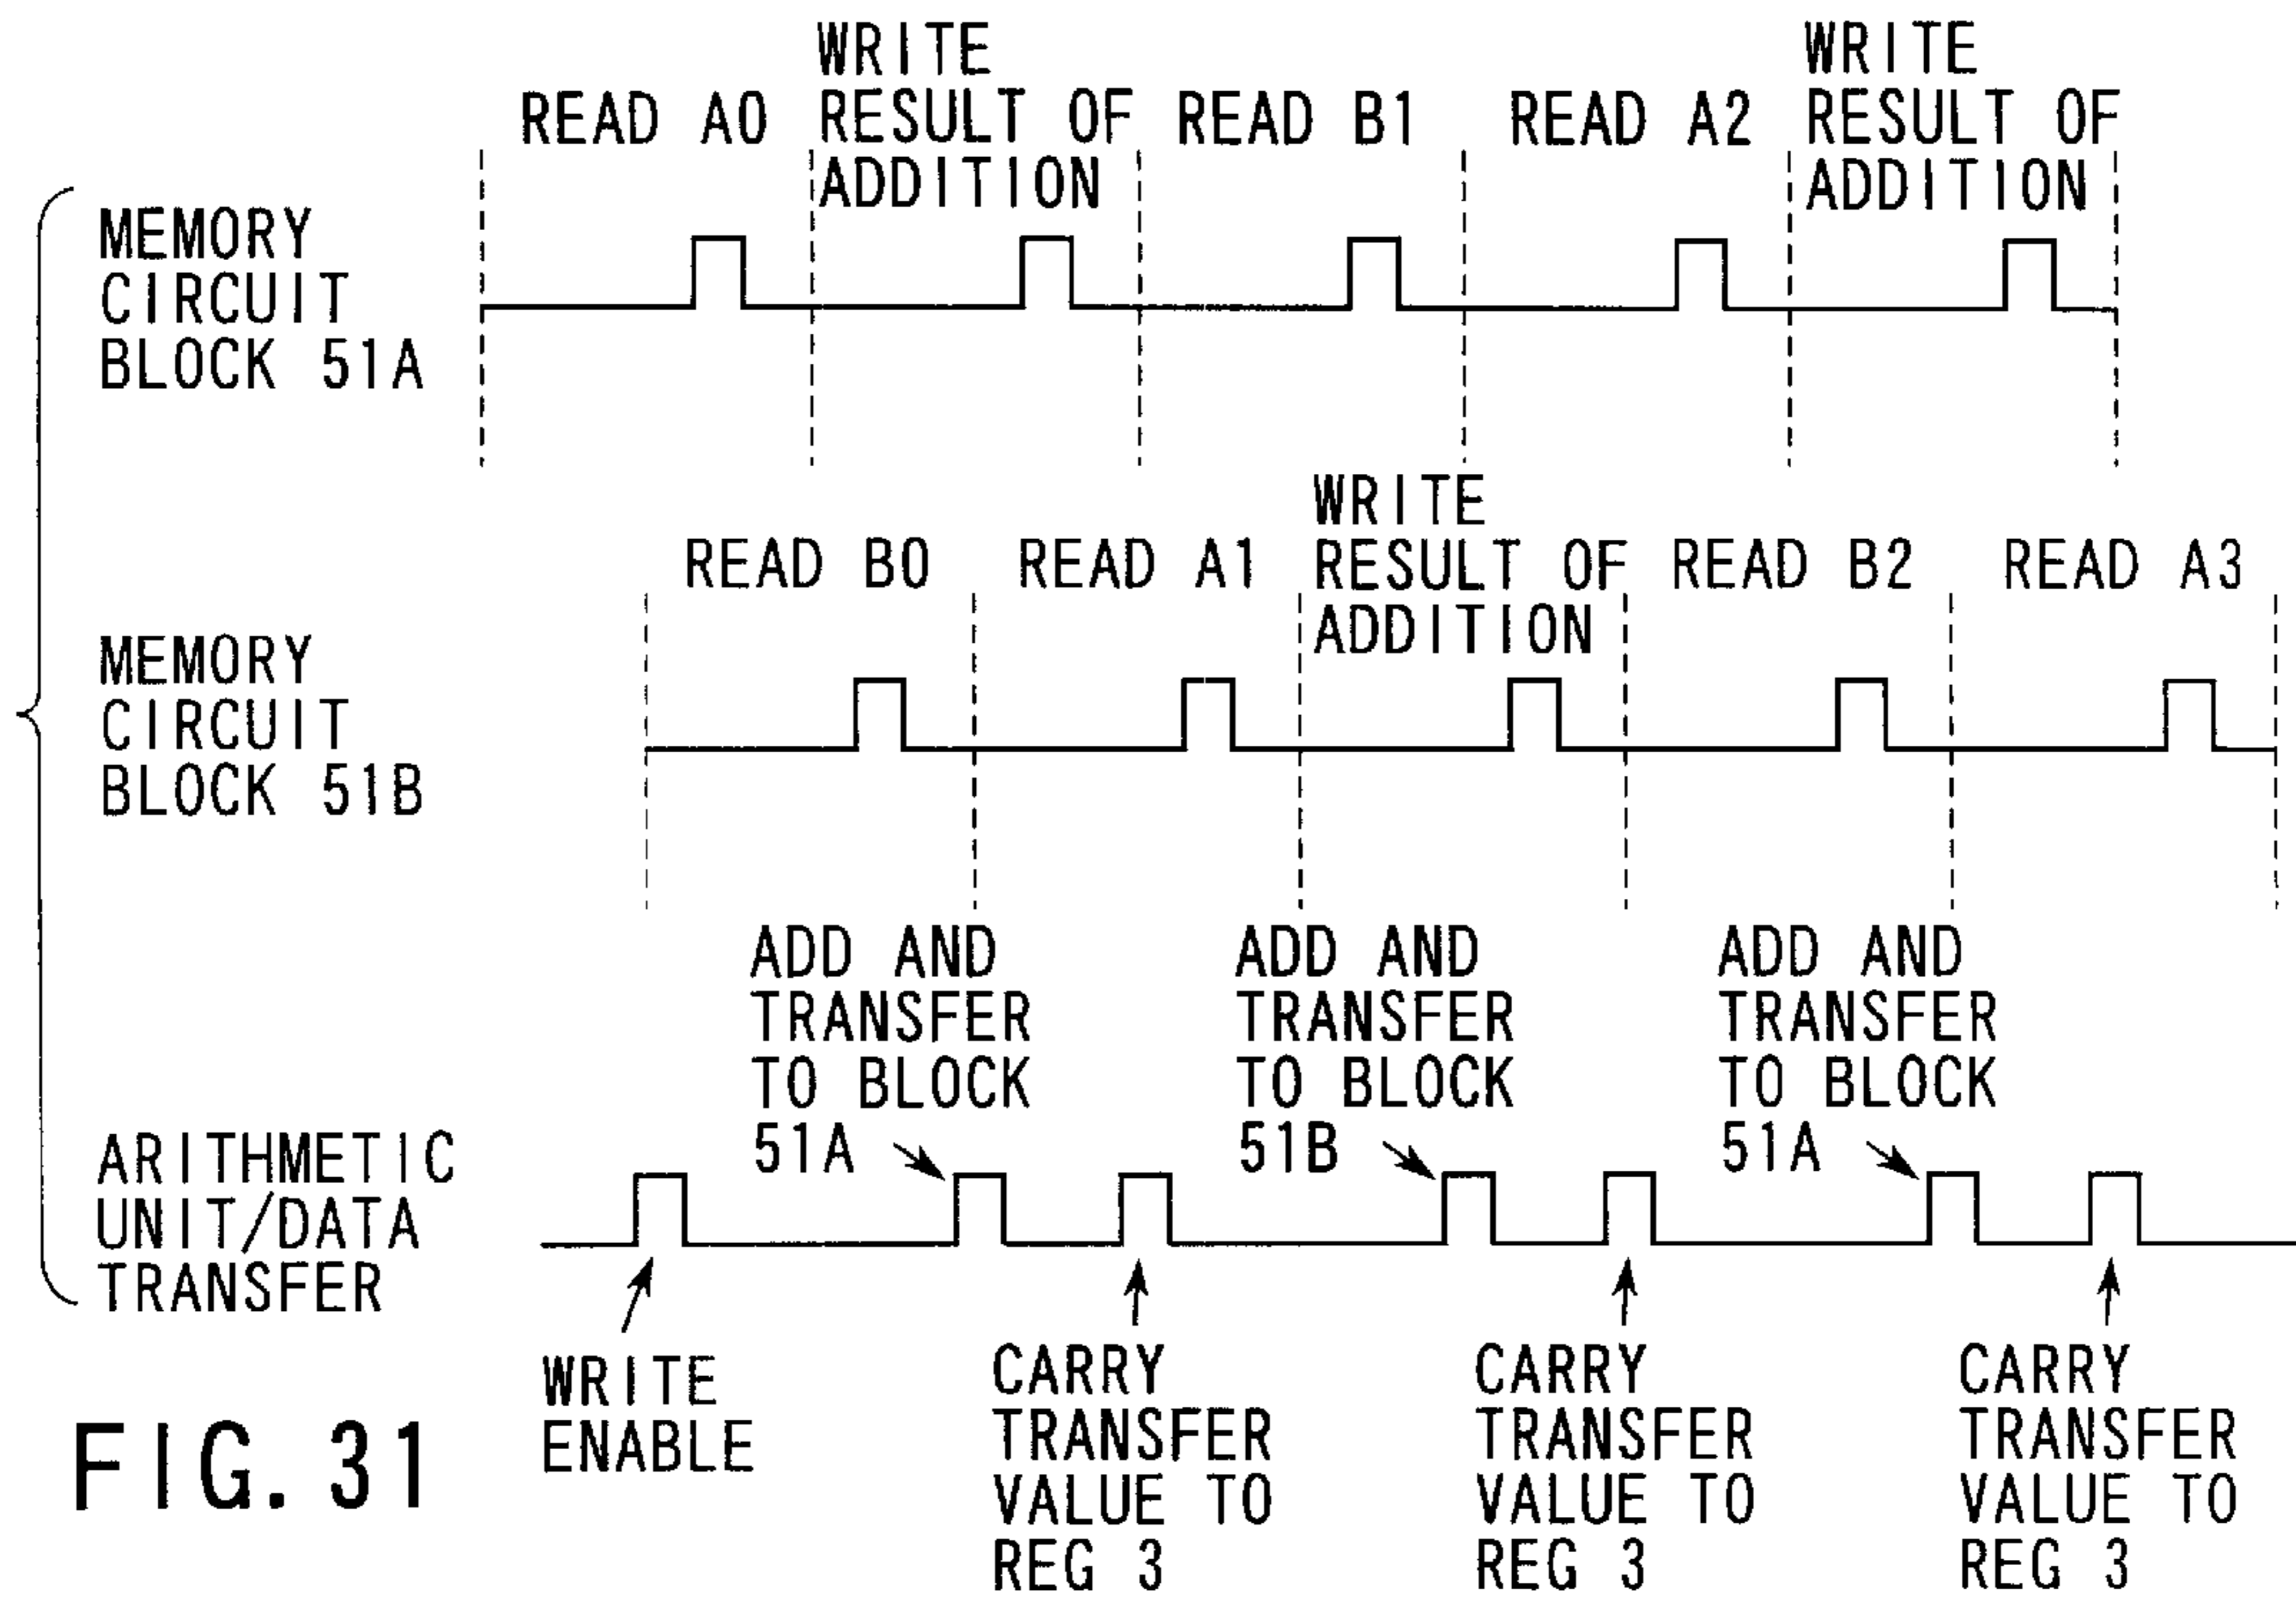 READ A0
WRITE
RESULT OF
ADDITION
READ B1
READ A2
WRITE
RESULT OF
ADDITION
MEMORY
CIRCUIT
BLOCK 51A
READ B0
READ A1
WRITE
RESULT OF
ADDITION
READ B2
READ A3
MEMORY
CIRCUIT
BLOCK 51B
ADD AND
TRANSFER
TO BLOCK
51A
ADD AND
TRANSFER
TO BLOCK
51B
ADD AND
TRANSFER
TO BLOCK
51A
ARITHMETIC
UNIT/DATA
TRANSFER
WRITE
ENABLE
CARRY
TRANSFER
VALUE TO
REG 3
CARRY
TRANSFER
VALUE TO
REG 3
CARRY
TRANSFER
VALUE TO
REG 3
FIG. 31